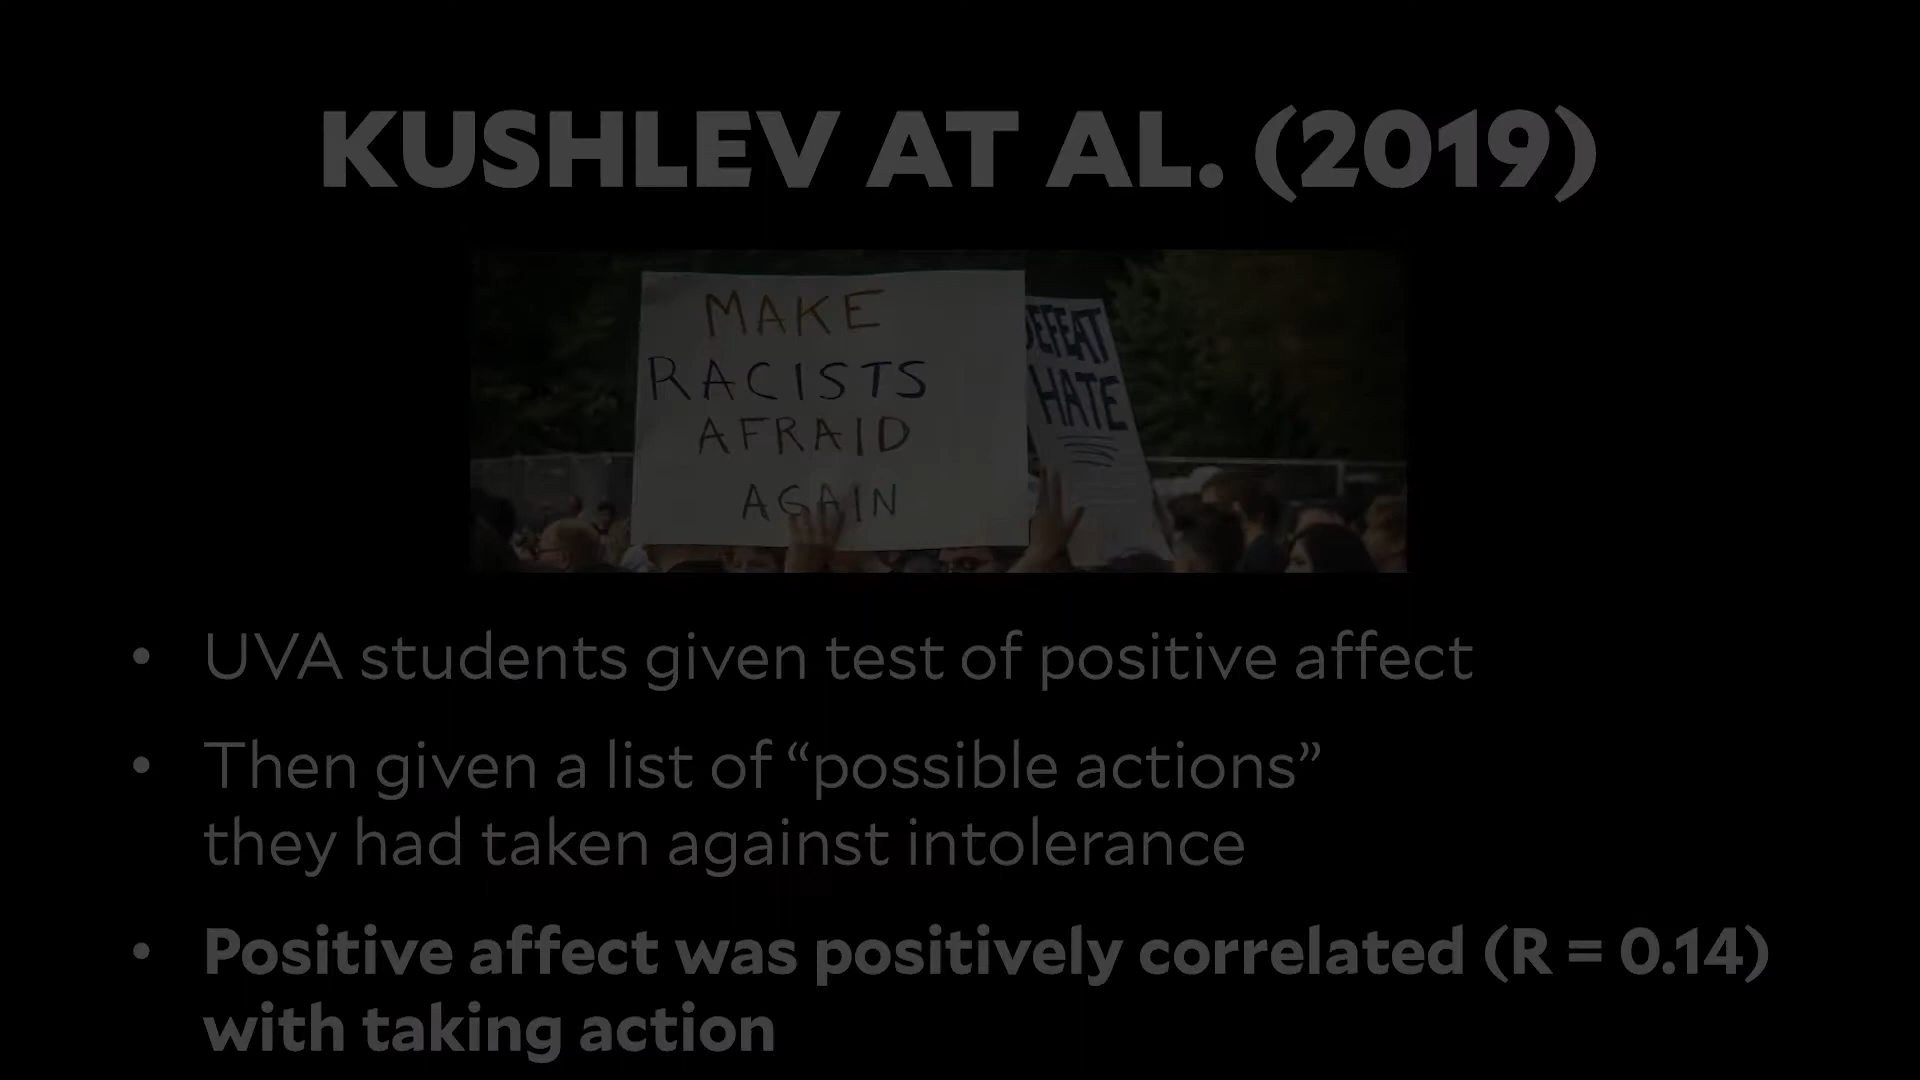 KUSHLEV AT AL. (2019)
MAKE
RACISTS
AFRAID
AGAIN
DEFEAT
HATE
• UVA students given test of positive affect
• Then given a list of “possible actions”
they had taken against intolerance
• Positive affect was positively correlated (R = 0.14)
with taking action